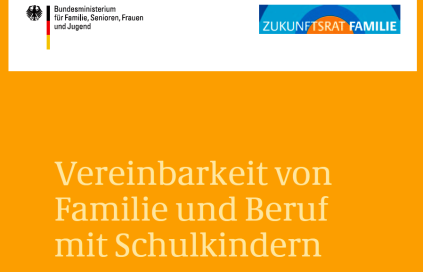 Bundesministerium
für Familie, Senioren, Frauen
und Jugend
ZUKUNFTSRAT FAMILIE
Vereinbarkeit von
Familie und Beruf
mit Schulkindern